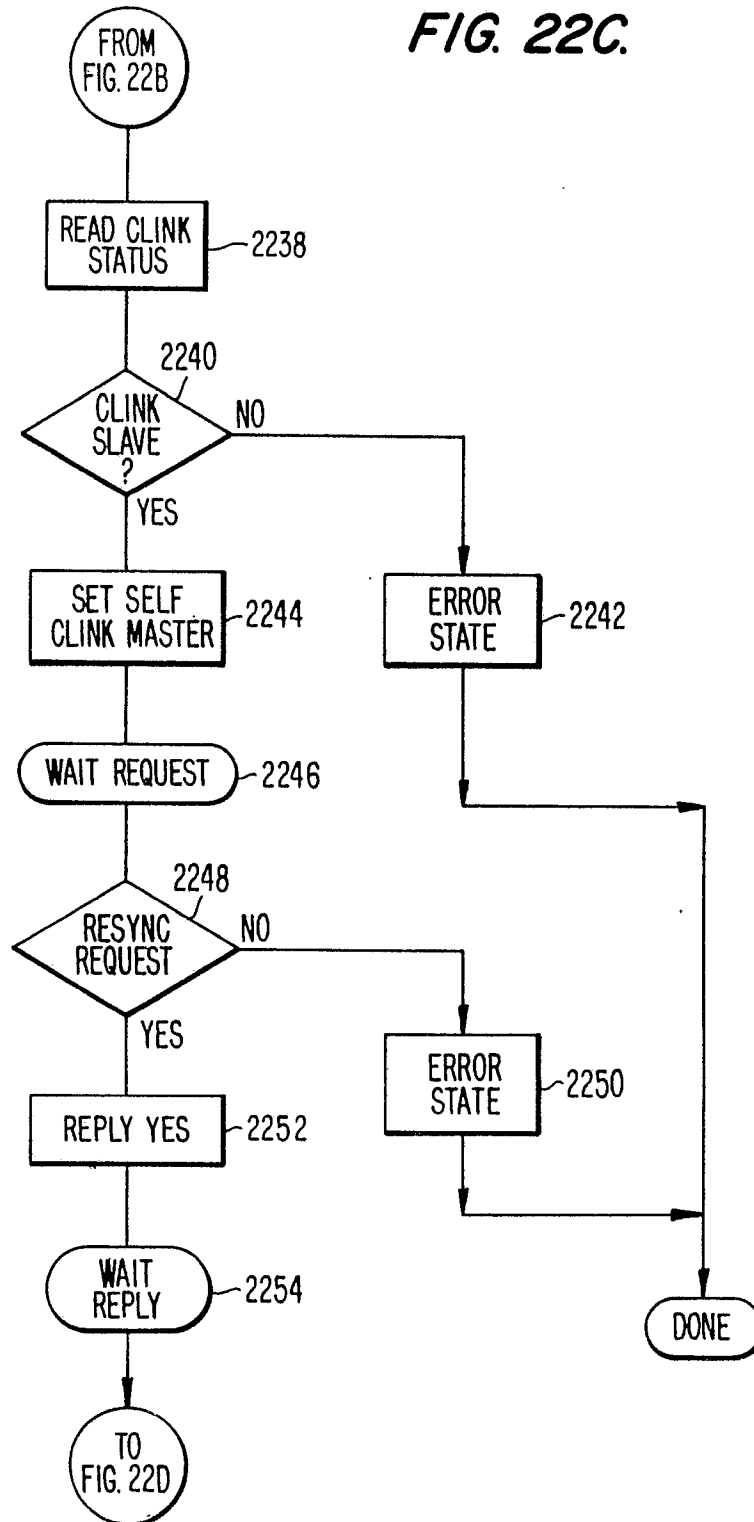 FIG. 22C.
FROM
FIG. 22B
READ CLINK
STATUS
2238
2240
CLINK
SLAVE
?
NO
YES
SET SELF
CLINK MASTER
2244
ERROR
STATE
2242
WAIT REQUEST
2246
2248
RESYNC
REQUEST
NO
YES
ERROR
STATE
2250
REPLY YES
2252
WAIT
REPLY
2254
DONE
TO
FIG. 22D